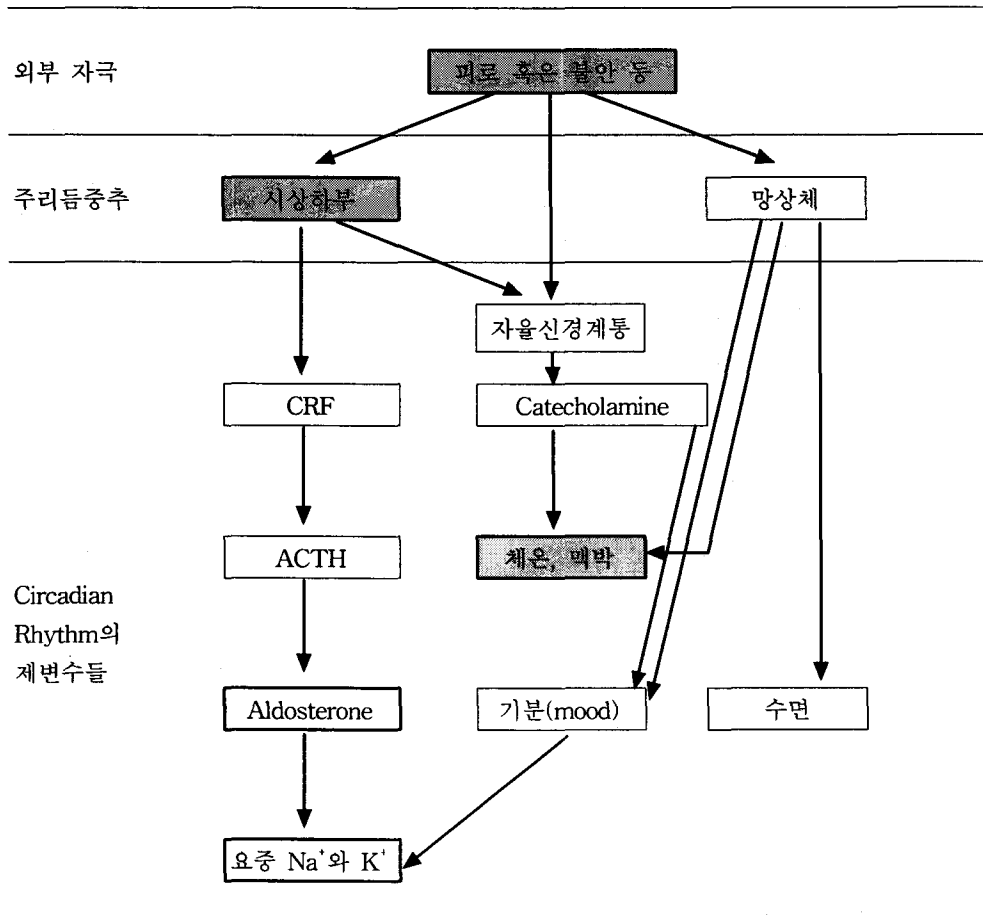 외부 자극
피로 혹은 불안 등
주리듬중추
시상하부
망상체
자율신경계통
CRF
Catecholamine
ACTH
체온, 맥박
Circadian
Rhythm의
제변수들
Aldosterone
기분(mood)
수면
요중 Na⁺와 K⁺